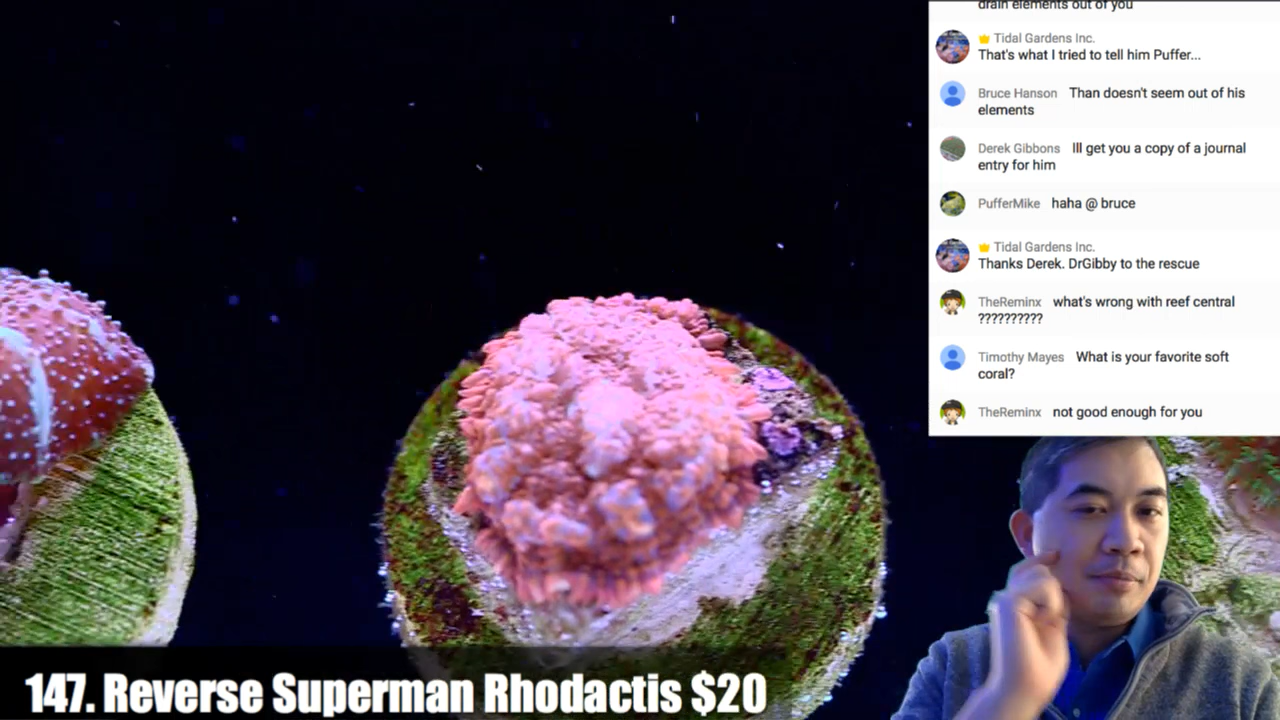 drain elements out of you
Tidal Gardens Inc.
That's what I tried to tell him Puffer...
Bruce Hanson Than doesn't seem out of his
elements
Derek Gibbons Ill get you a copy of a journal
entry for him
PufferMike haha @ bruce
Tidal Gardens Inc.
Thanks Derek. DrGibby to the rescue
TheReminx what's wrong with reef central
??????????
Timothy Mayes What is your favorite soft
coral?
TheReminx not good enough for you
147. Reverse Superman Rhodactis $20